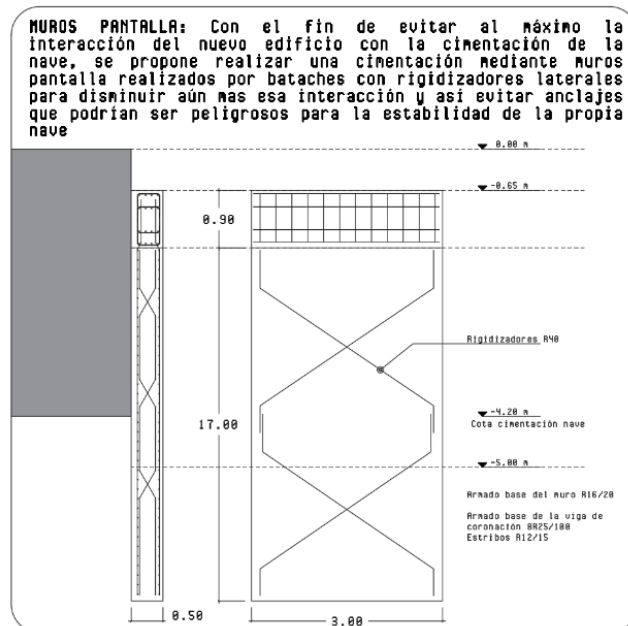 MUROS PANTALLA: Con el fin de evitar al máximo la
interacción del nuevo edificio con la cimentación de la
nave, se propone realizar una cimentación mediante muros
pantalla realizados por bataches con rigidizadores laterales
para disminuir aún mas esa interacción y así evitar anclajes
que podrían ser peligrosos para la estabilidad de la propia
nave
0.00 m
-0.65 m
0.90
Rigidizadores R40
-4.20 m
Cota cimentación nave
17.00
-5.00 m
Armado base del muro R16/20
Armado base de la viga de
coronación 8R25/100
Estribos R12/15
0.50
3.00